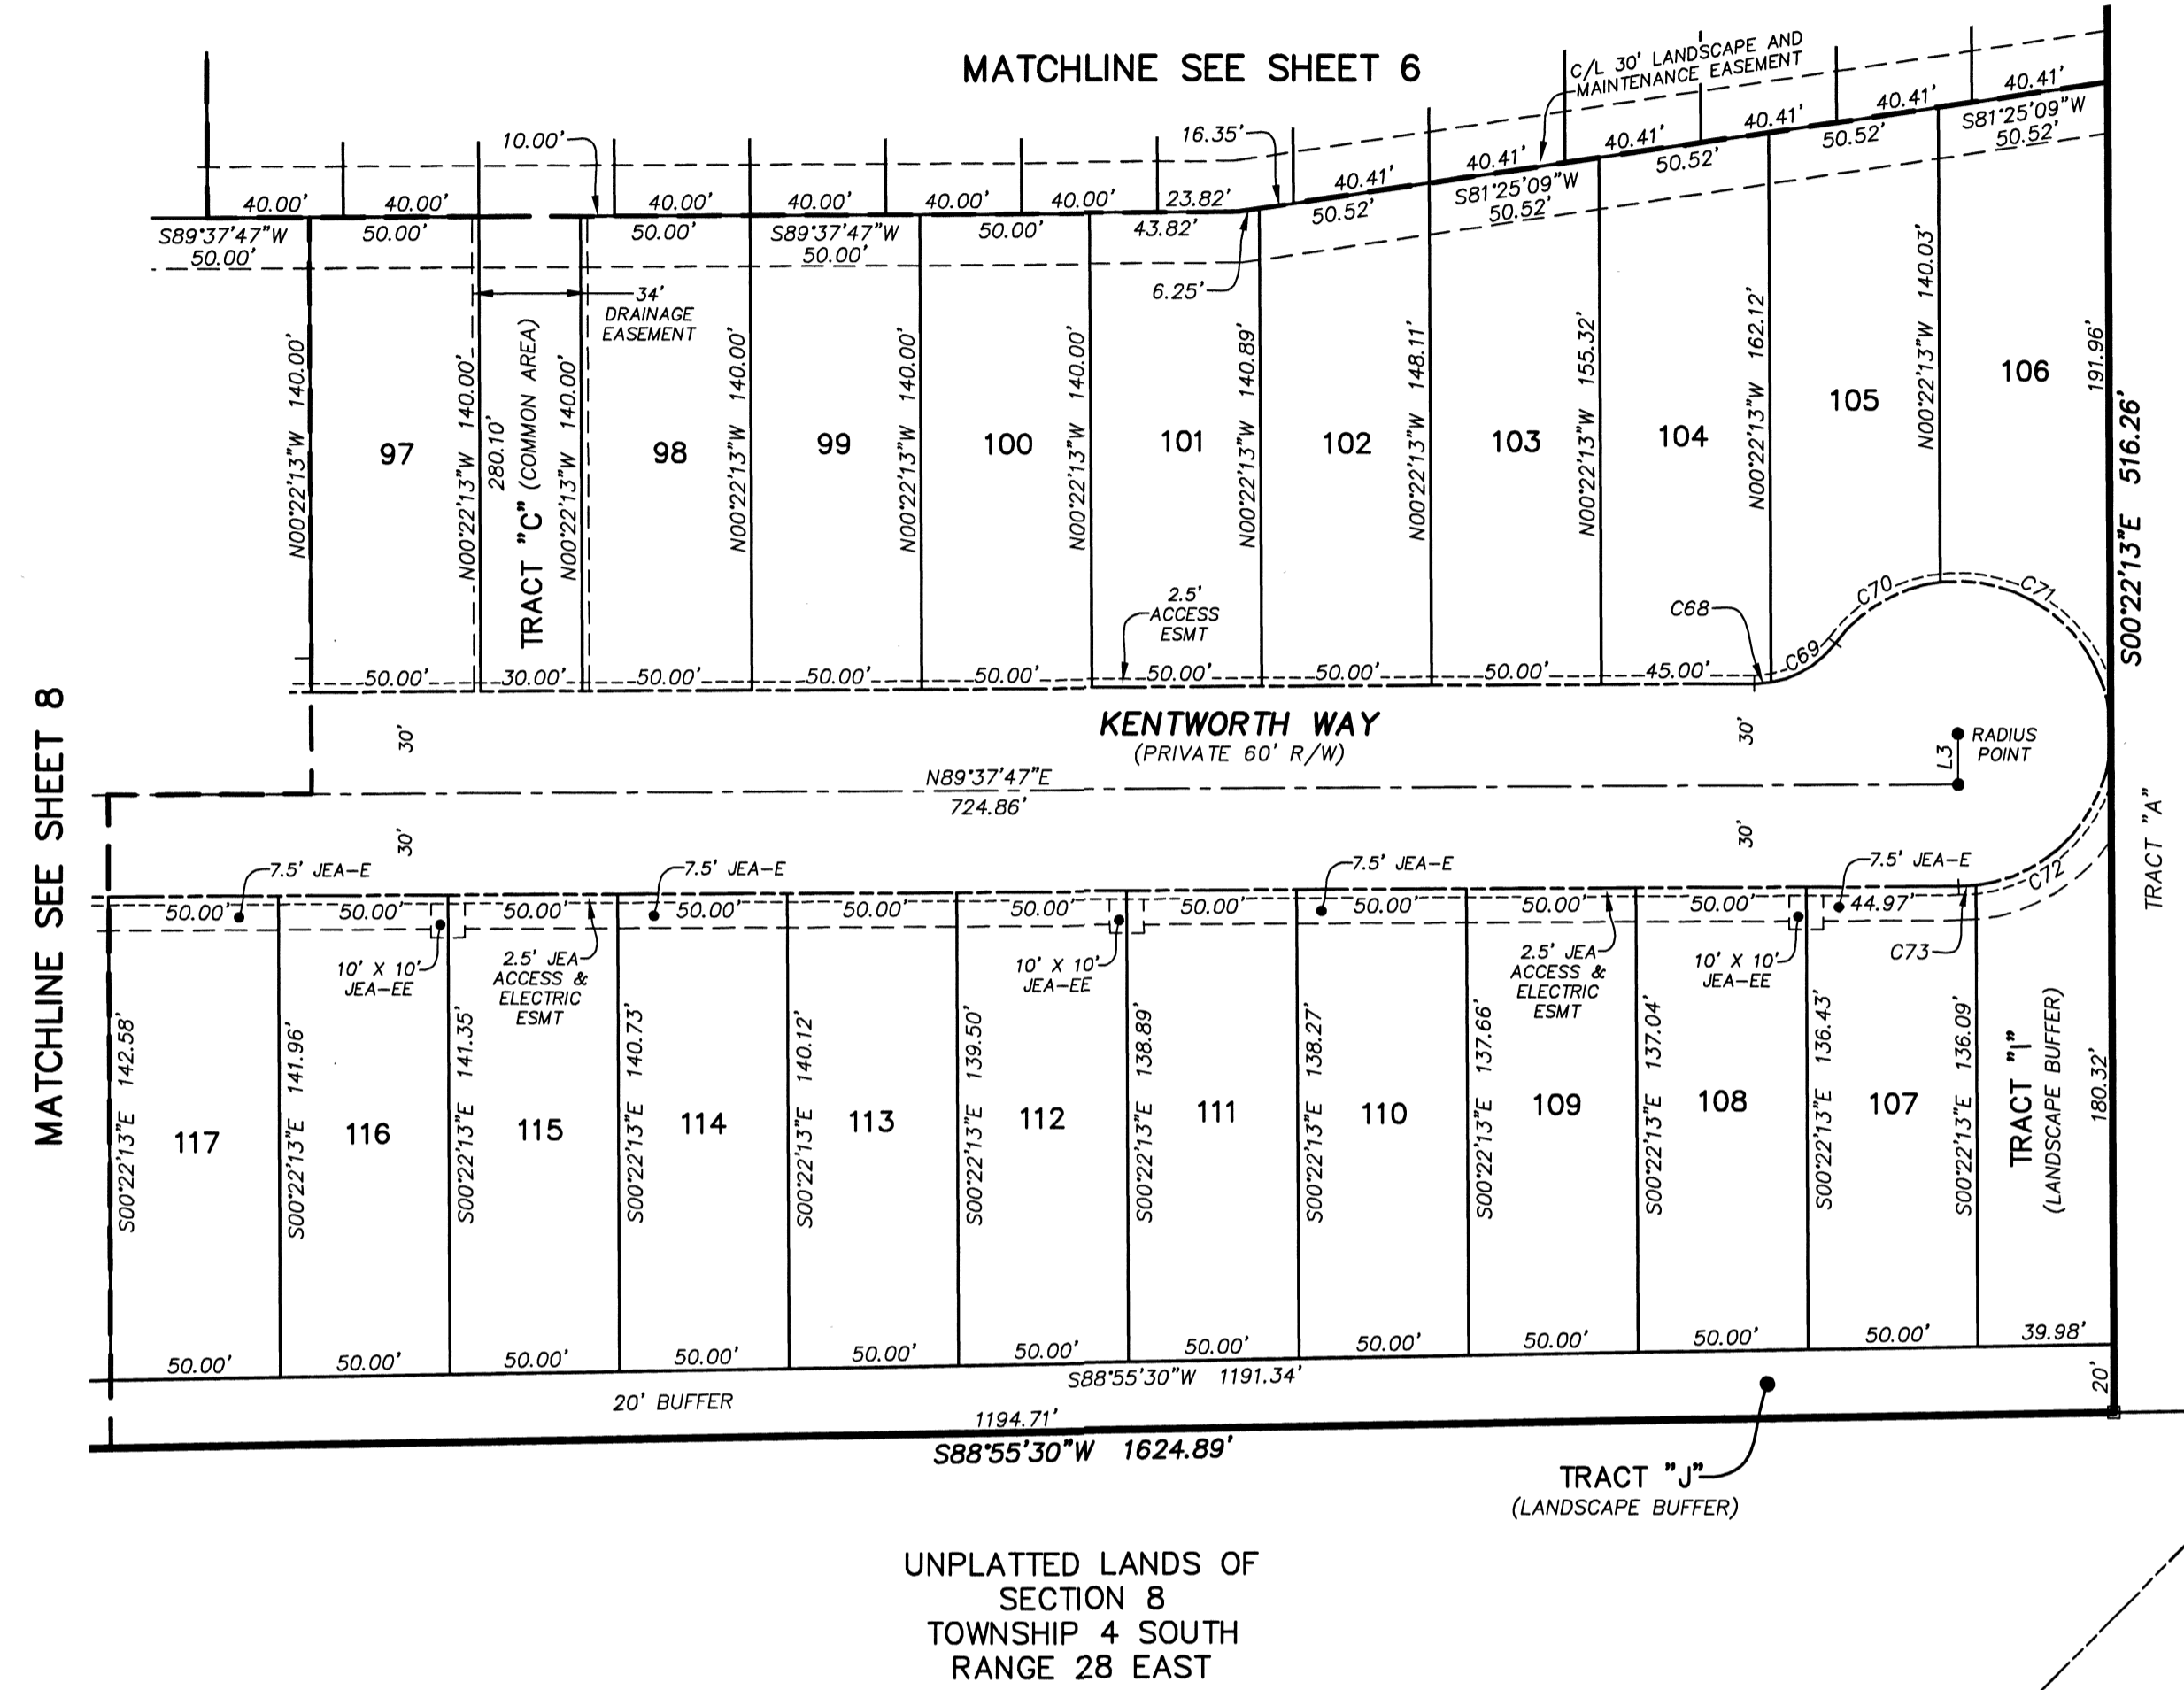 MATCHLINE SEE SHEET 6
C/L 30' LANDSCAPE AND
MAINTENANCE EASEMENT
10.00'
16.35'
40.00'
40.00'
40.00'
40.00'
40.00'
40.00'
23.82'
40.41'
40.41'
40.41'
40.41'
40.41'
40.41'
S89°37'47"W
50.00'
50.00'
50.00'
S89°37'47"W
50.00'
50.00'
43.82'
6.25'
50.52'
S81°25'09"W
50.52'
50.52'
50.52'
S81°25'09"W
50.52'
34'
DRAINAGE
EASEMENT
N00°22'13"W 140.00'
97
N00°22'13"W 140.00'
280.10'
TRACT "C" (COMMON AREA)
N00°22'13"W 140.00'
98
N00°22'13"W 140.00'
99
N00°22'13"W 140.00'
100
N00°22'13"W 140.00'
101
N00°22'13"W 140.89'
102
N00°22'13"W 148.11'
103
N00°22'13"W 155.32'
104
N00°22'13"W 162.12'
105
N00°22'13"W 140.03'
106
191.96'
S00°22'13"E 516.26'
2.5'
ACCESS
ESMT
C68
C69
C70
C71
50.00'
30.00'
50.00'
50.00'
50.00'
50.00'
50.00'
50.00'
45.00'
MATCHLINE SEE SHEET 8
30'
KENTWORTH WAY
(PRIVATE 60' R/W)
30'
L3
RADIUS
POINT
N89°37'47"E
724.86'
30'
30'
TRACT "A"
7.5' JEA-E
7.5' JEA-E
7.5' JEA-E
7.5' JEA-E
C72
50.00'
50.00'
50.00'
50.00'
50.00'
50.00'
50.00'
50.00'
50.00'
50.00'
44.97'
C73
10' X 10'
JEA-EE
2.5' JEA
ACCESS &
ELECTRIC
ESMT
10' X 10'
JEA-EE
2.5' JEA
ACCESS &
ELECTRIC
ESMT
10' X 10'
JEA-EE
S00°22'13"E 142.58'
117
S00°22'13"E 141.96'
116
S00°22'13"E 141.35'
115
S00°22'13"E 140.73'
114
S00°22'13"E 140.12'
113
S00°22'13"E 139.50'
112
S00°22'13"E 138.89'
111
S00°22'13"E 138.27'
110
S00°22'13"E 137.66'
109
S00°22'13"E 137.04'
108
S00°22'13"E 136.43'
107
S00°22'13"E 136.09'
TRACT "I"
(LANDSCAPE BUFFER)
180.32'
50.00'
50.00'
50.00'
50.00'
50.00'
50.00'
50.00'
50.00'
50.00'
50.00'
50.00'
39.98'
S88°55'30"W 1191.34'
20' BUFFER
20'
1194.71'
S88°55'30"W 1624.89'
TRACT "J"
(LANDSCAPE BUFFER)
UNPLATTED LANDS OF
SECTION 8
TOWNSHIP 4 SOUTH
RANGE 28 EAST